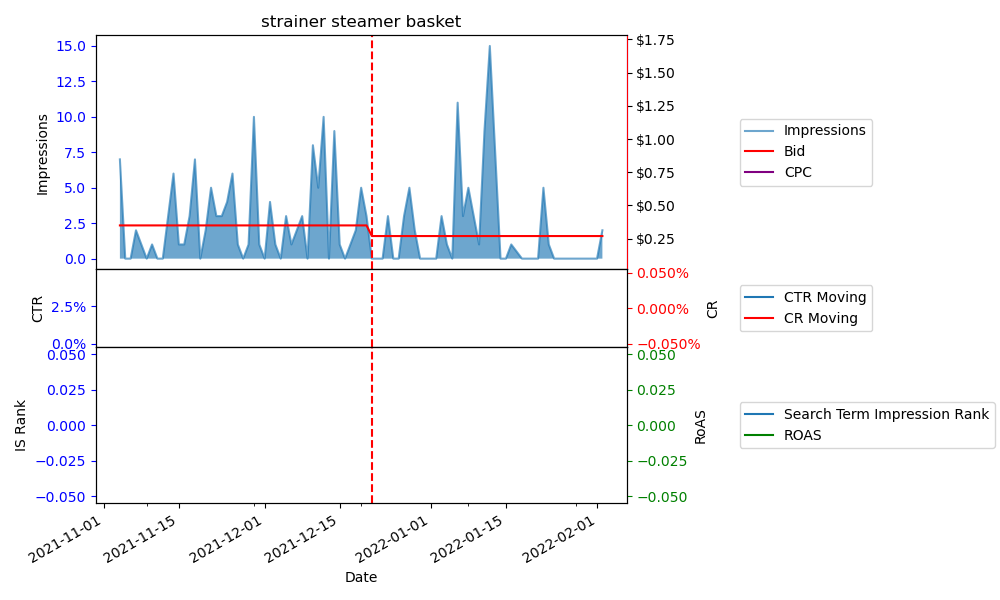 strainer steamer basket
Impressions
15.0
12.5
10.0
7.5
5.0
2.5
0.0
$1.75
$1.50
$1.25
$1.00
$0.75
$0.50
$0.25
Impressions
Bid
CPC
CTR
2.5%
0.0%
0.050%
0.000%
−0.050%
CR
CTR Moving
CR Moving
IS Rank
0.050
0.025
0.000
−0.025
−0.050
0.050
0.025
0.000
−0.025
−0.050
RoAS
Search Term Impression Rank
ROAS
2021-11-01
2021-11-15
2021-12-01
2021-12-15
2022-01-01
2022-01-15
2022-02-01
Date